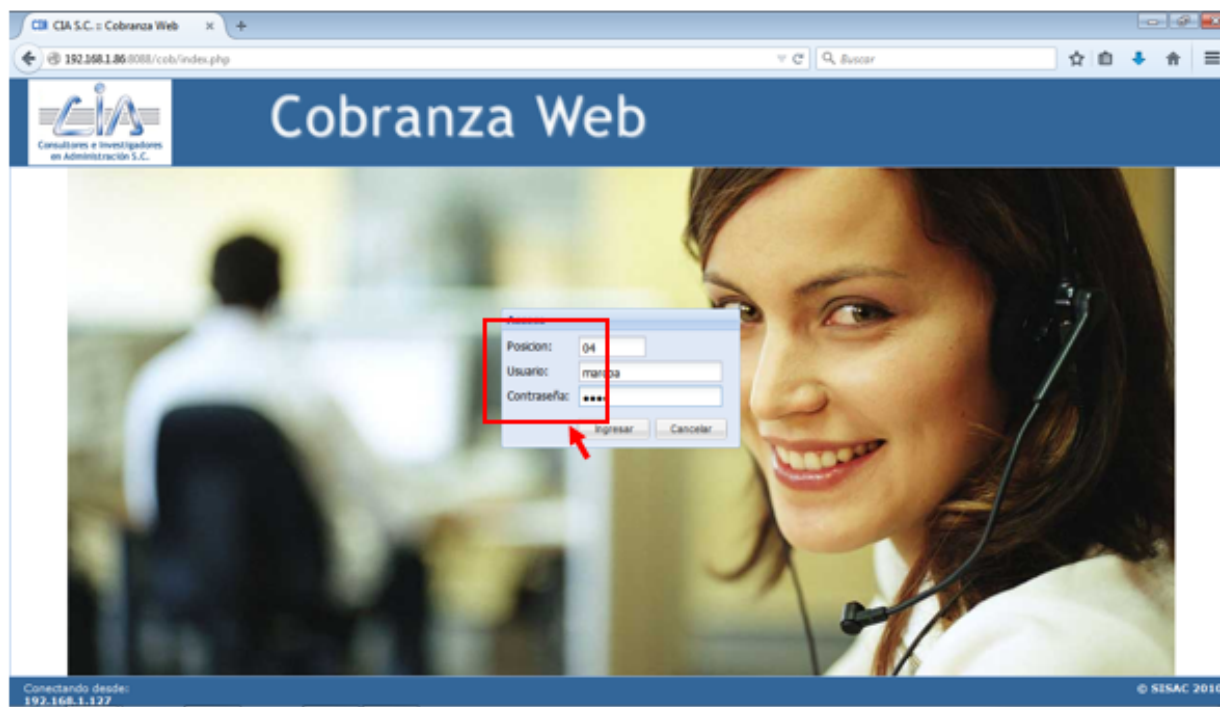 CIA S.C. :: Cobranza Web
192.168.1.86:8088/cob/index.php
Buscar
CIA
Consultores e Investigadores
en Administración S.C.
Cobranza Web
Posicion: 04
Usuario:
Contraseña: ••••
Ingresar Cancelar
Conectando desde:
192.168.1.127
© SISAC 2010